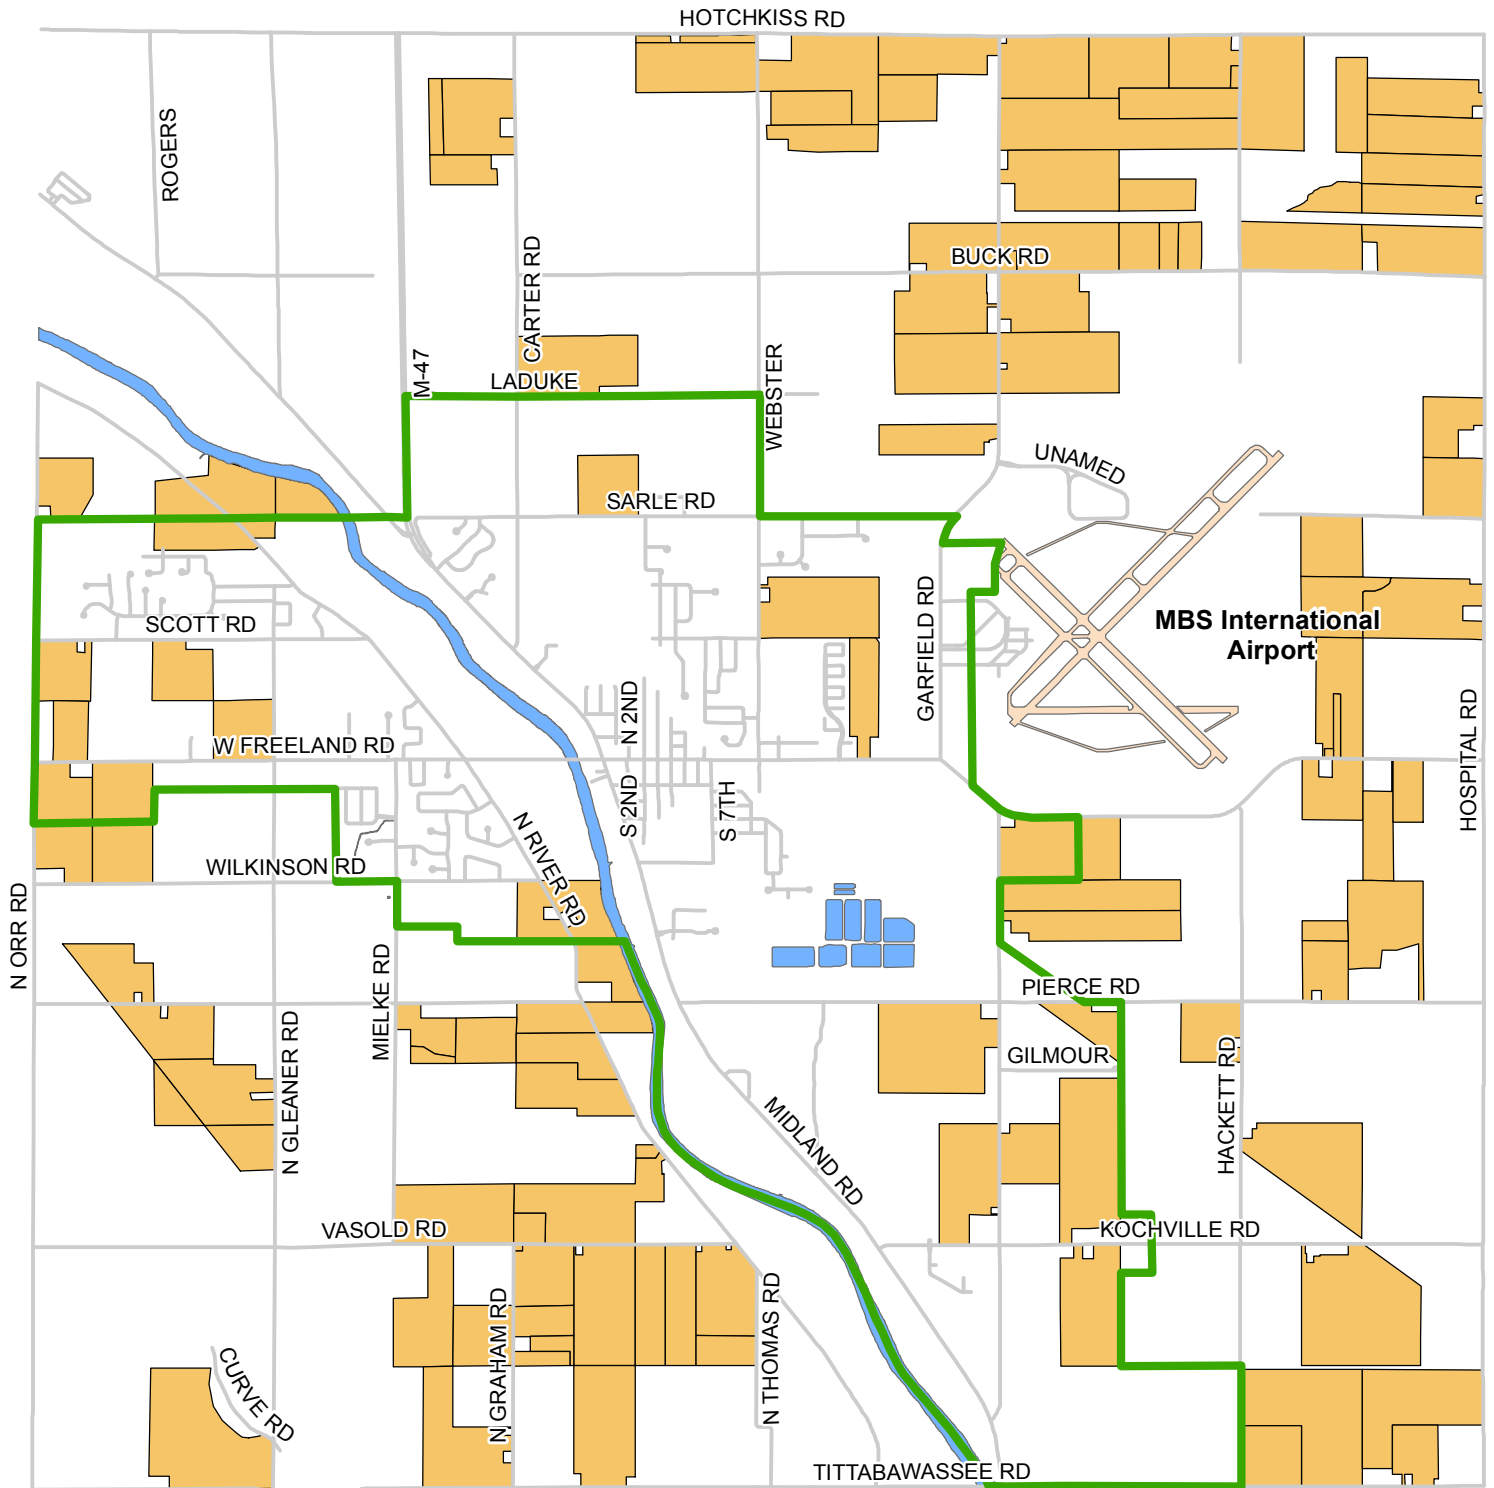 HOTCHKISS RD
ROGERS
CARTER RD
BUCK RD
M-47
LADUKE
WEBSTER
UNAMED
SARLE RD
SCOTT RD
GARFIELD RD
MBS International
Airport
N 2ND
W FREELAND RD
HOSPITAL RD
S 2ND
S 7TH
N RIVER RD
WILKINSON RD
N ORR RD
MIELKE RD
PIERCE RD
N GLEANER RD
GILMOUR
HACKETT RD
MIDLAND RD
VASOLD RD
KOCHVILLE RD
N GRAHAM RD
N THOMAS RD
CURVE RD
TITTABAWASSEE RD